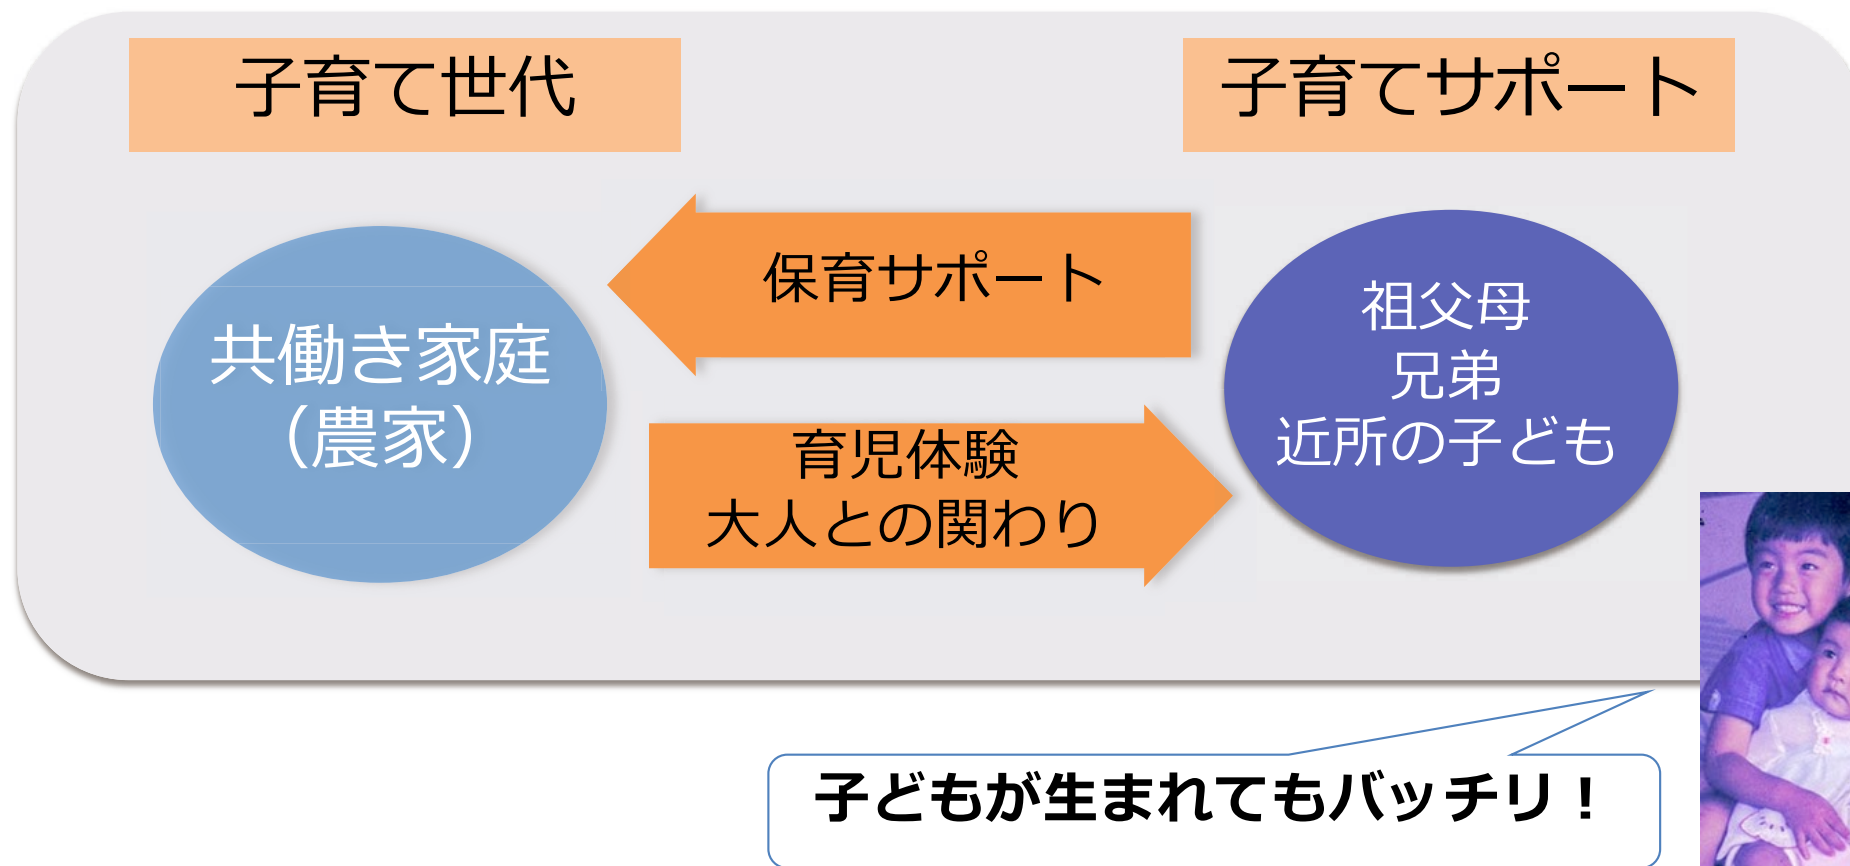 子育て世代
子育てサポート
保育サポート
共働き家庭
（農家）
祖父母
兄弟
近所の子ども
育児体験
大人との関わり
子どもが生まれてもバッチリ！